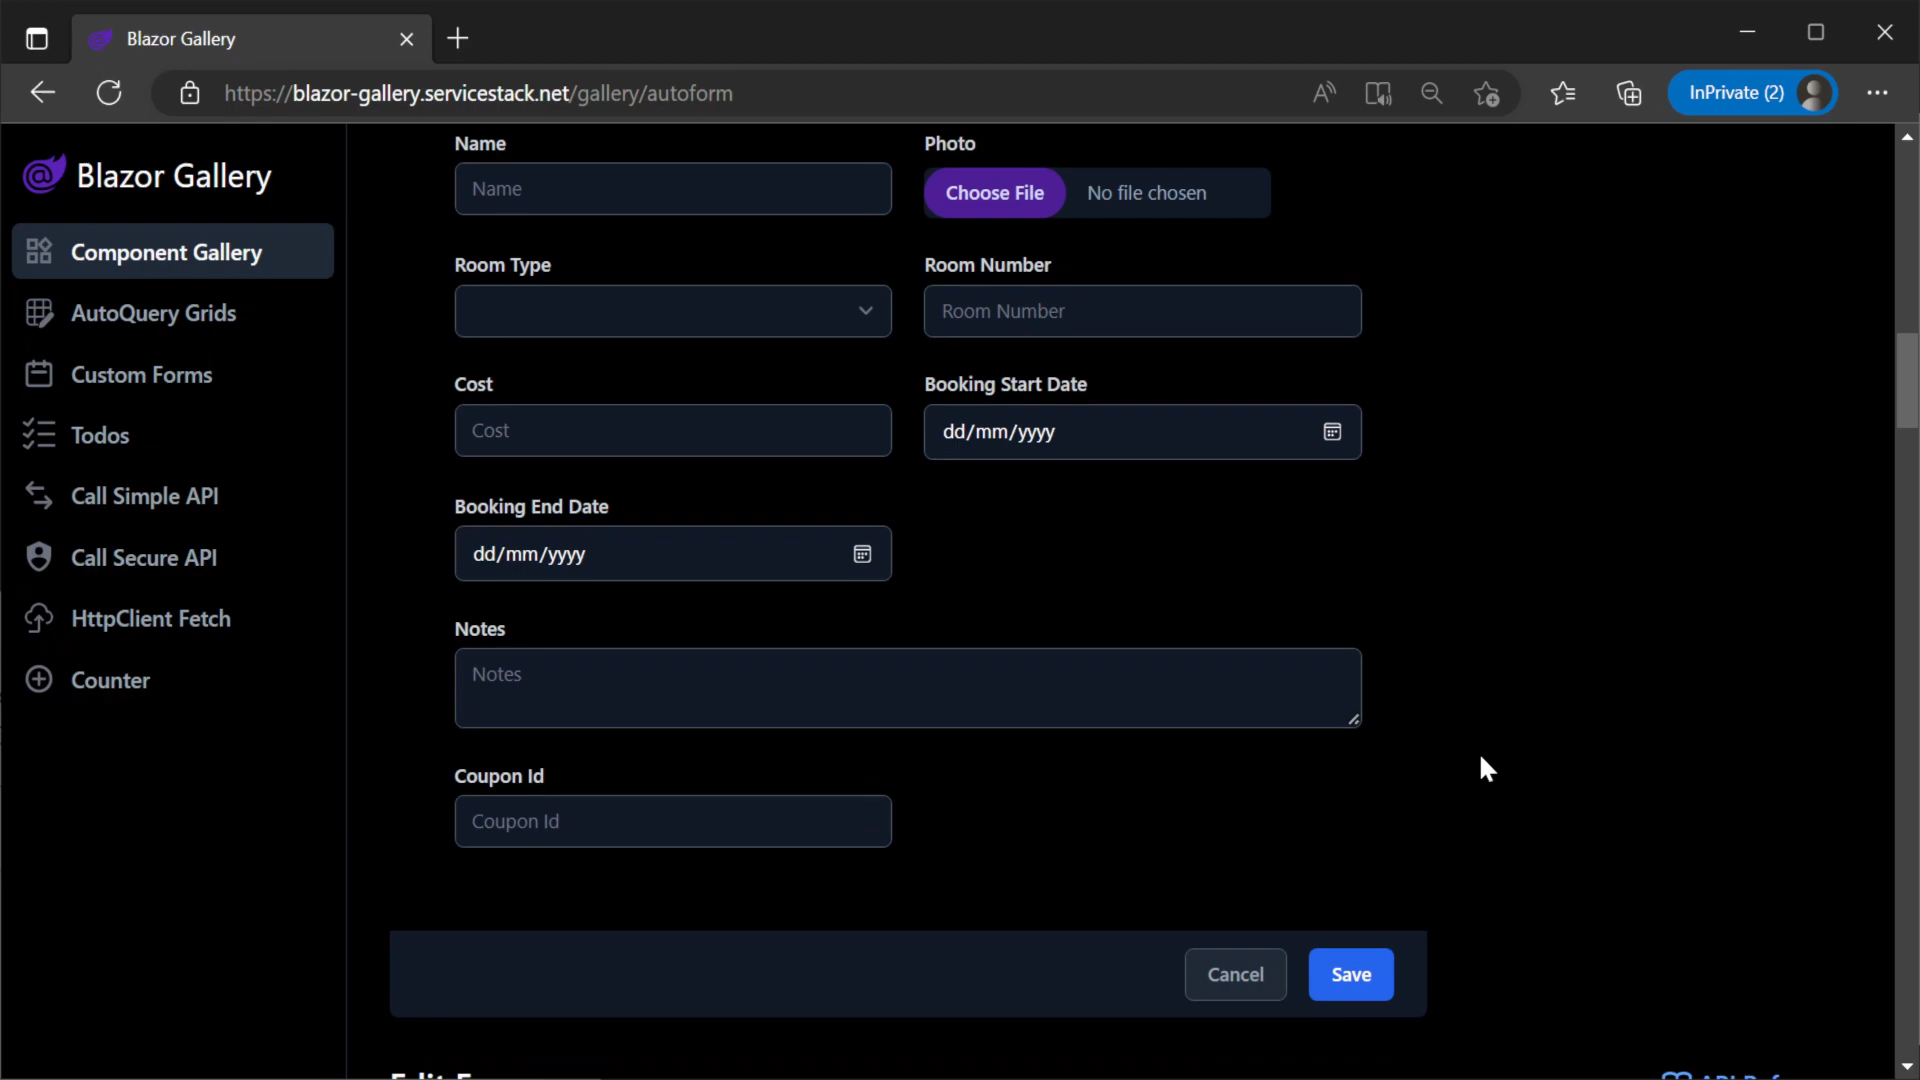 Blazor Gallery
https://blazor-gallery.servicestack.net/gallery/autoform
InPrivate (2)
Blazor Gallery
Component Gallery
AutoQuery Grids
Custom Forms
Todos
Call Simple API
Call Secure API
HttpClient Fetch
Counter
Name
Photo
Name
Choose File
No file chosen
Room Type
Room Number
Room Number
Cost
Booking Start Date
Cost
dd/mm/yyyy
Booking End Date
dd/mm/yyyy
Notes
Notes
Coupon Id
Coupon Id
Cancel
Save